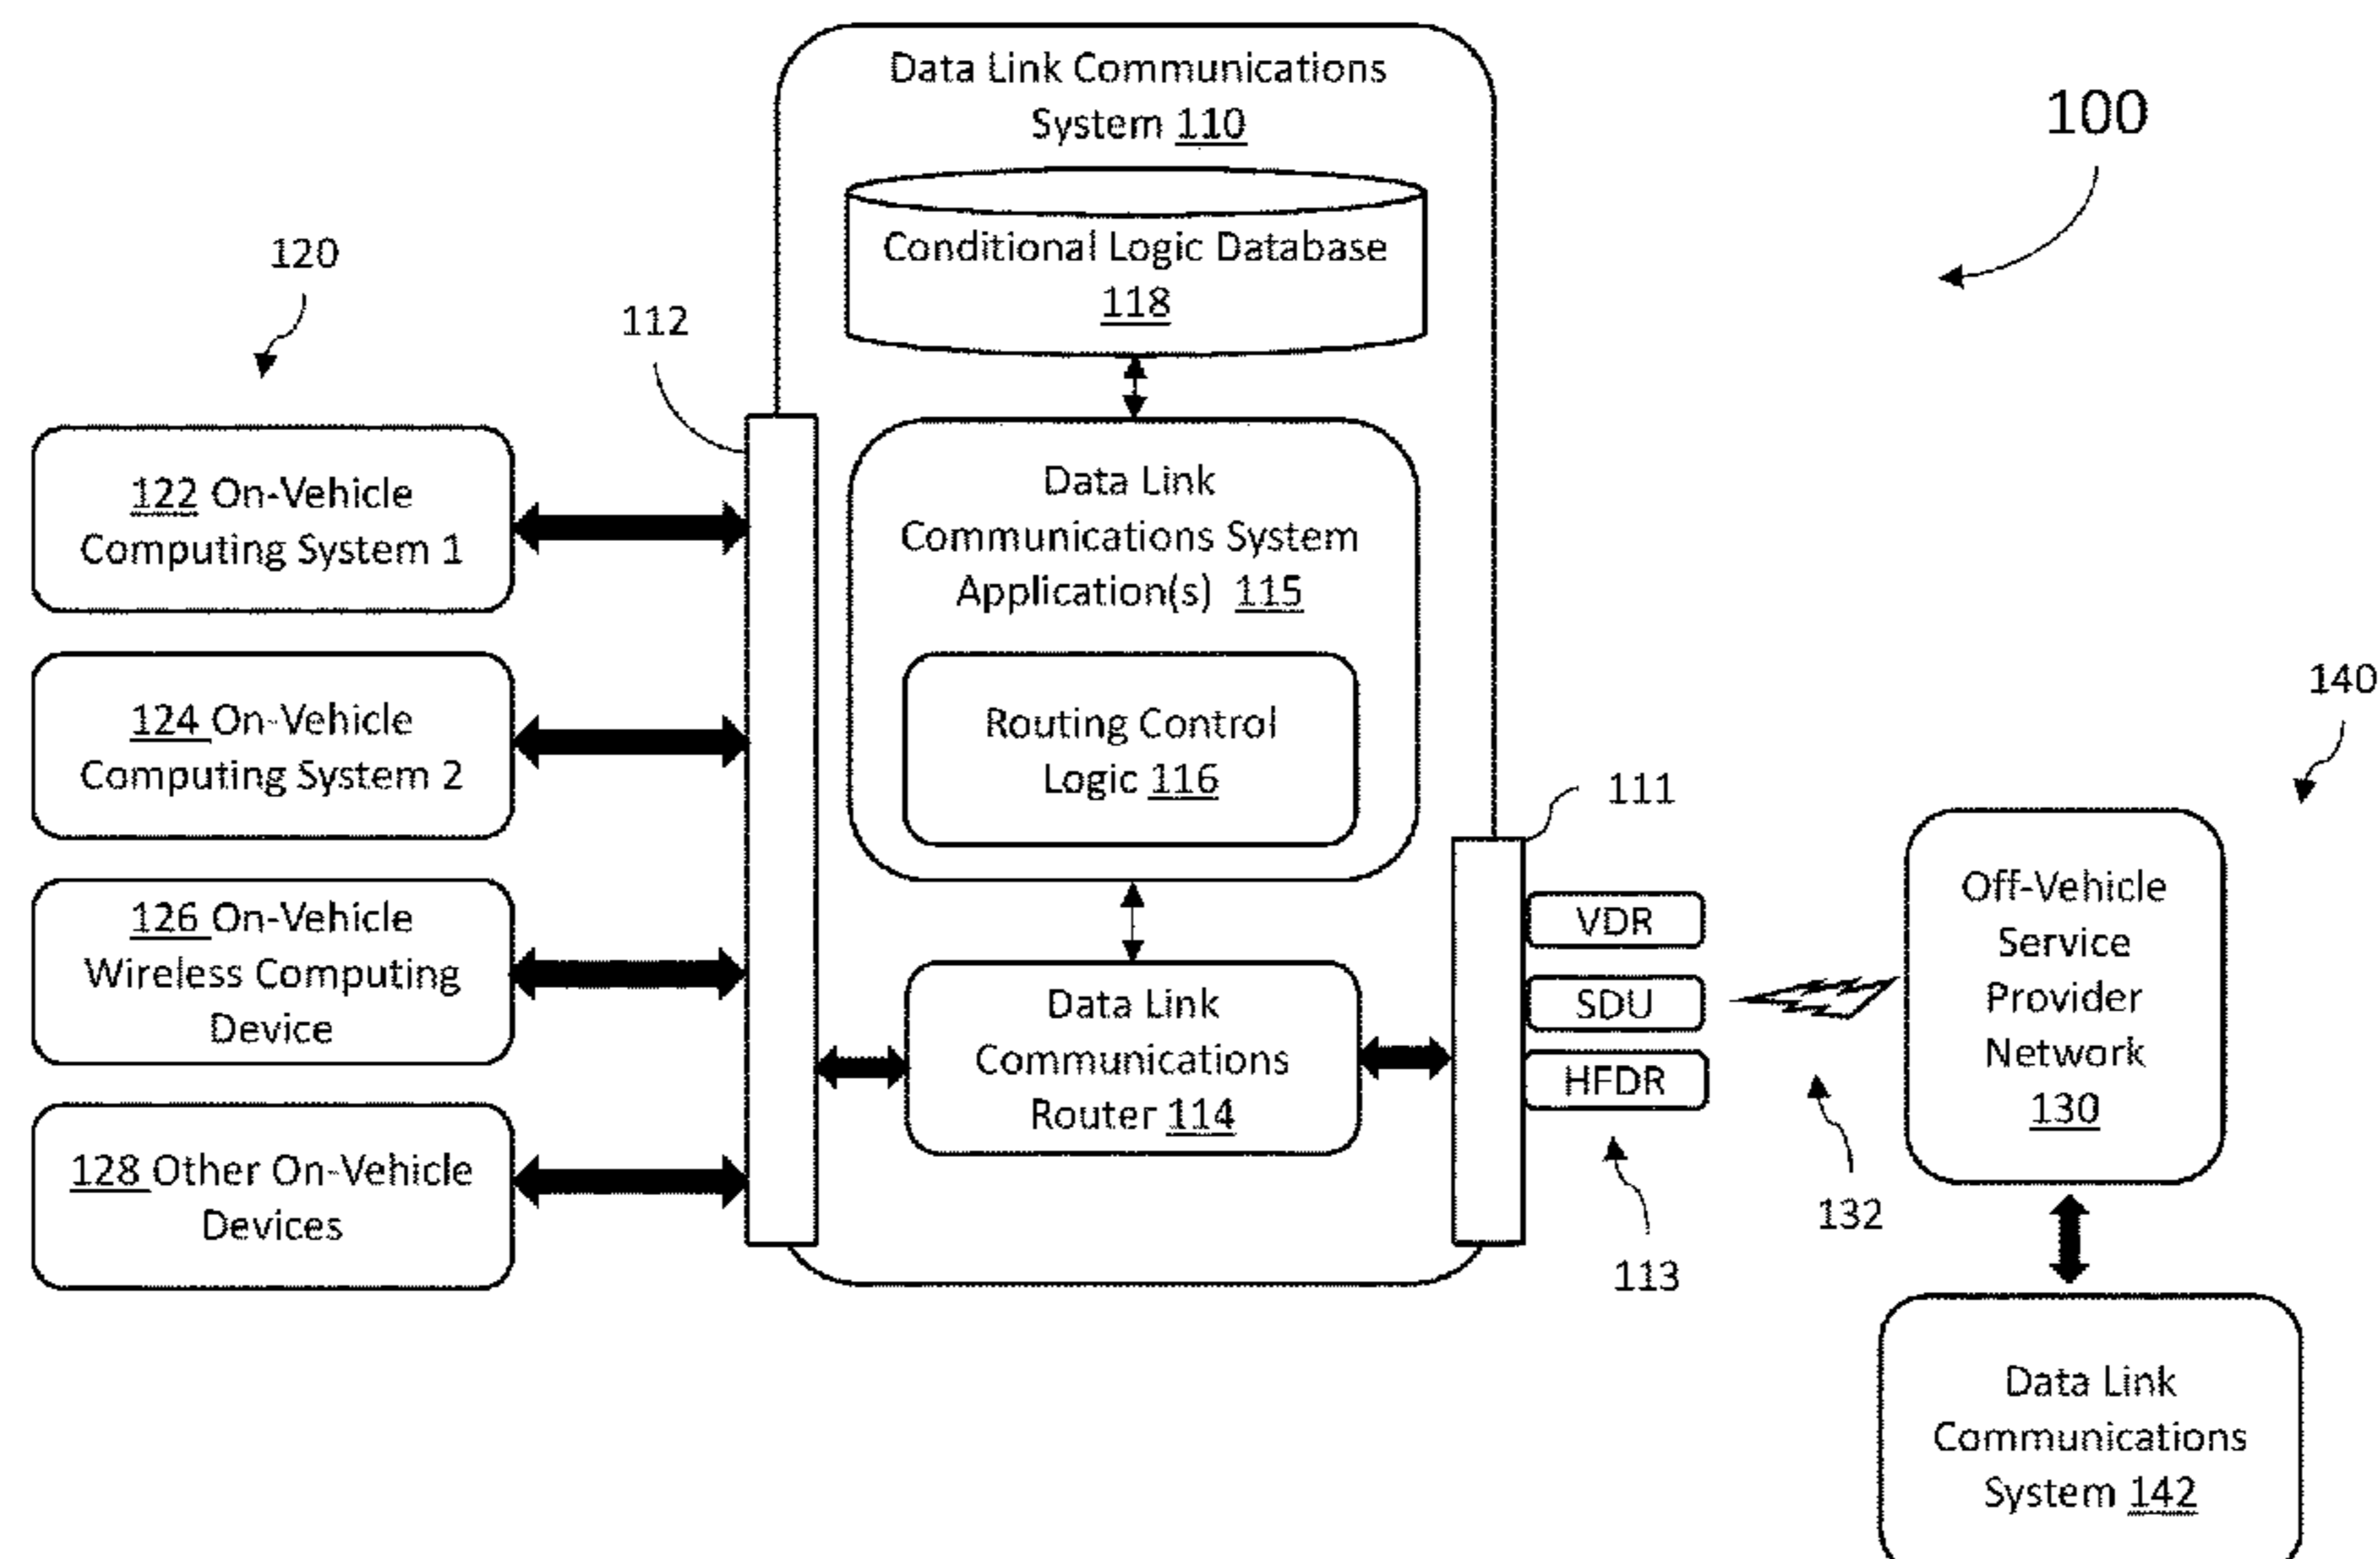 Data Link Communications
System 110
100
Conditional Logic Database
118
120
112
122 On-Vehicle
Computing System 1
Data Link
Communications System
Application(s) 115
124 On-Vehicle
Computing System 2
Routing Control
Logic 116
140
111
126 On-Vehicle
Wireless Computing
Device
Data Link
Communications
Router 114
VDR
SDU
HFDR
Off-Vehicle
Service
Provider
Network
130
128 Other On-Vehicle
Devices
113
132
Data Link
Communications
System 142